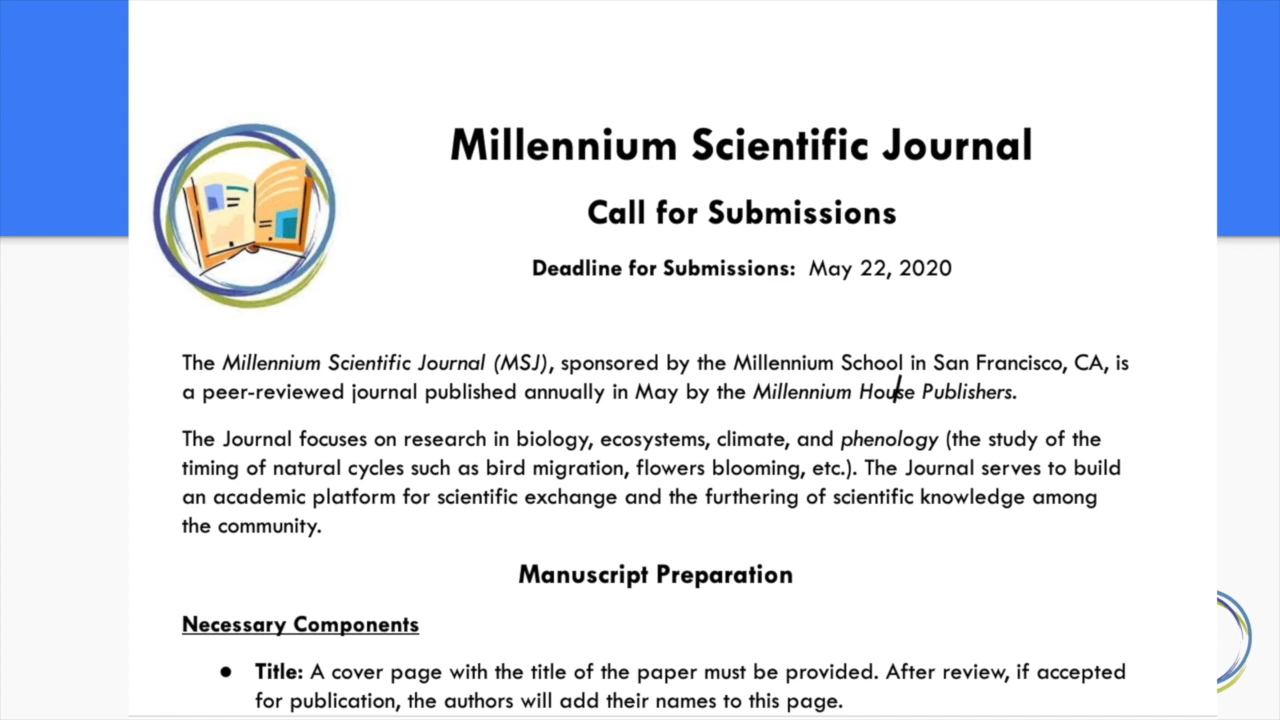 Millennium Scientific Journal
Call for Submissions
Deadline for Submissions: May 22, 2020
The Millennium Scientific Journal (MSJ), sponsored by the Millennium School in San Francisco, CA, is
a peer-reviewed journal published annually in May by the Millennium House Publishers.
The Journal focuses on research in biology, ecosystems, climate, and phenology (the study of the
timing of natural cycles such as bird migration, flowers blooming, etc.). The Journal serves to build
an academic platform for scientific exchange and the furthering of scientific knowledge among
the community.
Manuscript Preparation
Necessary Components
● Title: A cover page with the title of the paper must be provided. After review, if accepted
for publication, the authors will add their names to this page.